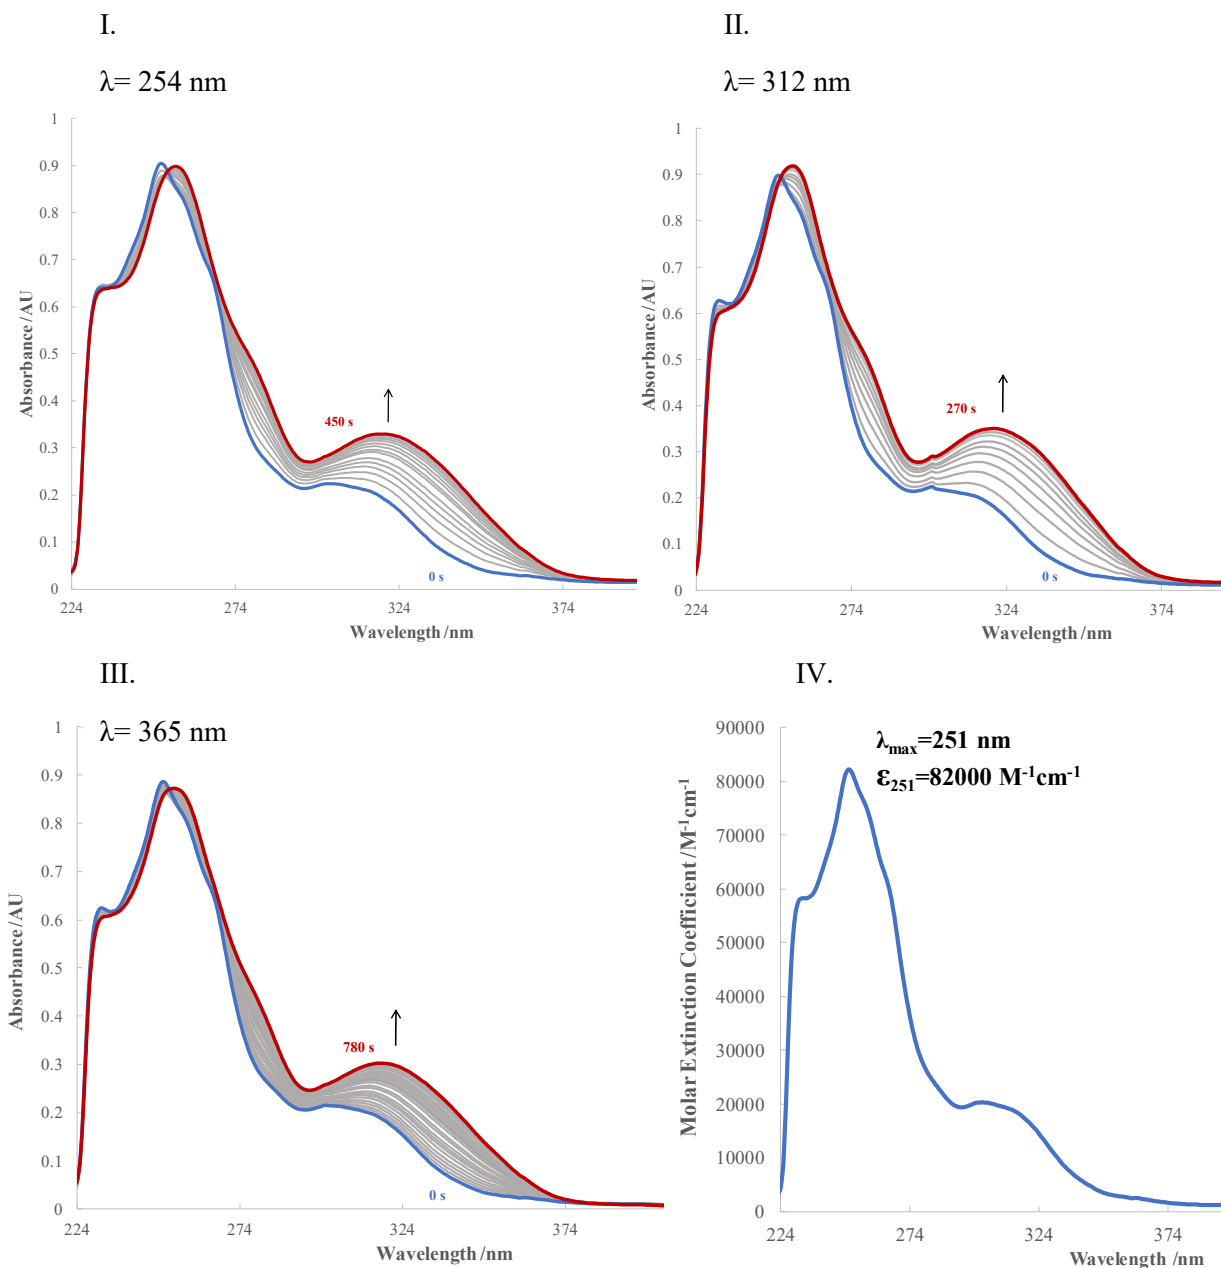 I.
λ= 254 nm
1
0.9
0.8
0.7
0.6
0.5
0.4
0.3
0.2
0.1
0
Absorbance /AU
450 s
0 s
224
274
324
374
Wavelength /nm
II.
λ= 312 nm
1
0.9
0.8
0.7
0.6
0.5
0.4
0.3
0.2
0.1
0
Absorbance /AU
270 s
0 s
224
274
324
374
Wavelength /nm
III.
λ= 365 nm
1
0.9
0.8
0.7
0.6
0.5
0.4
0.3
0.2
0.1
0
Absorbance /AU
780 s
0 s
224
274
324
374
Wavelength /nm
IV.
λmax=251 nm
ε251=82000 M-1cm-1
90000
80000
70000
60000
50000
40000
30000
20000
10000
0
Molar Extinction Coefficient /M-1cm-1
224
274
324
374
Wavelength /nm